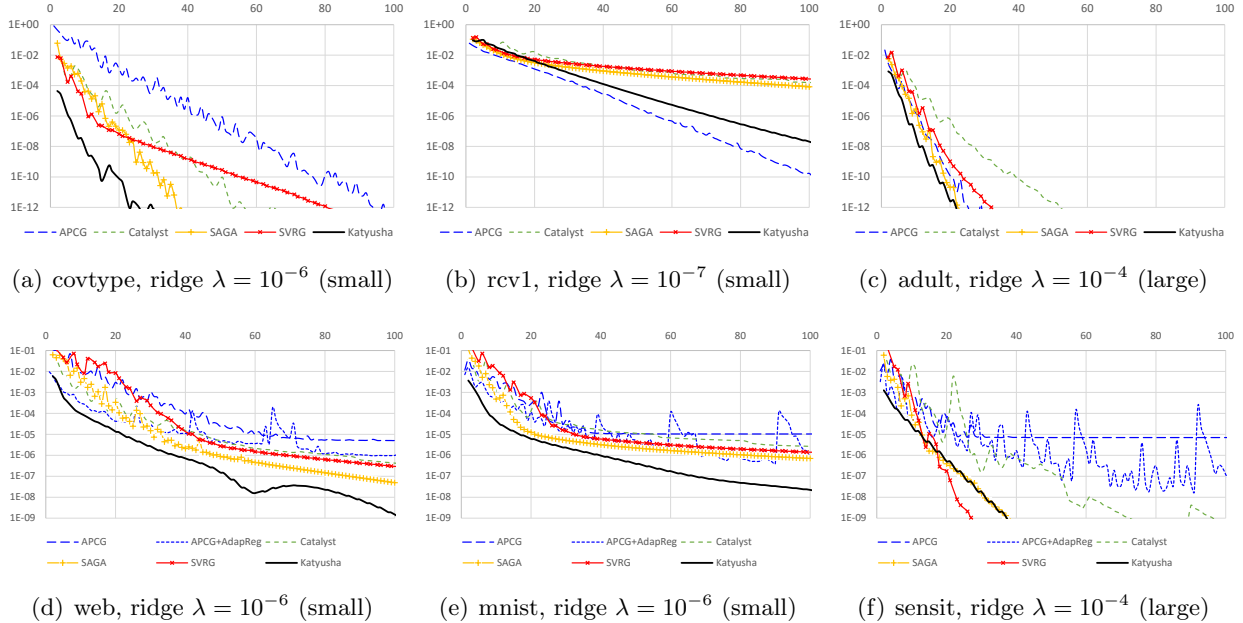 0 20 40 60 80 100
1E+00
1E-02
1E-04
1E-06
1E-08
1E-10
1E-12
APCG Catalyst SAGA SVRG Katyusha
(a) covtype, ridge λ = 10⁻⁶ (small)
0 20 40 60 80 100
1E+00
1E-02
1E-04
1E-06
1E-08
1E-10
1E-12
APCG Catalyst SAGA SVRG Katyusha
(b) rcv1, ridge λ = 10⁻⁷ (small)
0 20 40 60 80 100
1E+00
1E-02
1E-04
1E-06
1E-08
1E-10
1E-12
APCG Catalyst SAGA SVRG Katyusha
(c) adult, ridge λ = 10⁻⁴ (large)
0 20 40 60 80 100
1E-01
1E-02
1E-03
1E-04
1E-05
1E-06
1E-07
1E-08
1E-09
APCG APCG+AdapReg Catalyst
SAGA SVRG Katyusha
(d) web, ridge λ = 10⁻⁶ (small)
0 20 40 60 80 100
1E-01
1E-02
1E-03
1E-04
1E-05
1E-06
1E-07
1E-08
1E-09
APCG APCG+AdapReg Catalyst
SAGA SVRG Katyusha
(e) mnist, ridge λ = 10⁻⁶ (small)
0 20 40 60 80 100
1E-01
1E-02
1E-03
1E-04
1E-05
1E-06
1E-07
1E-08
1E-09
APCG APCG+AdapReg Catalyst
SAGA SVRG Katyusha
(f) sensit, ridge λ = 10⁻⁴ (large)